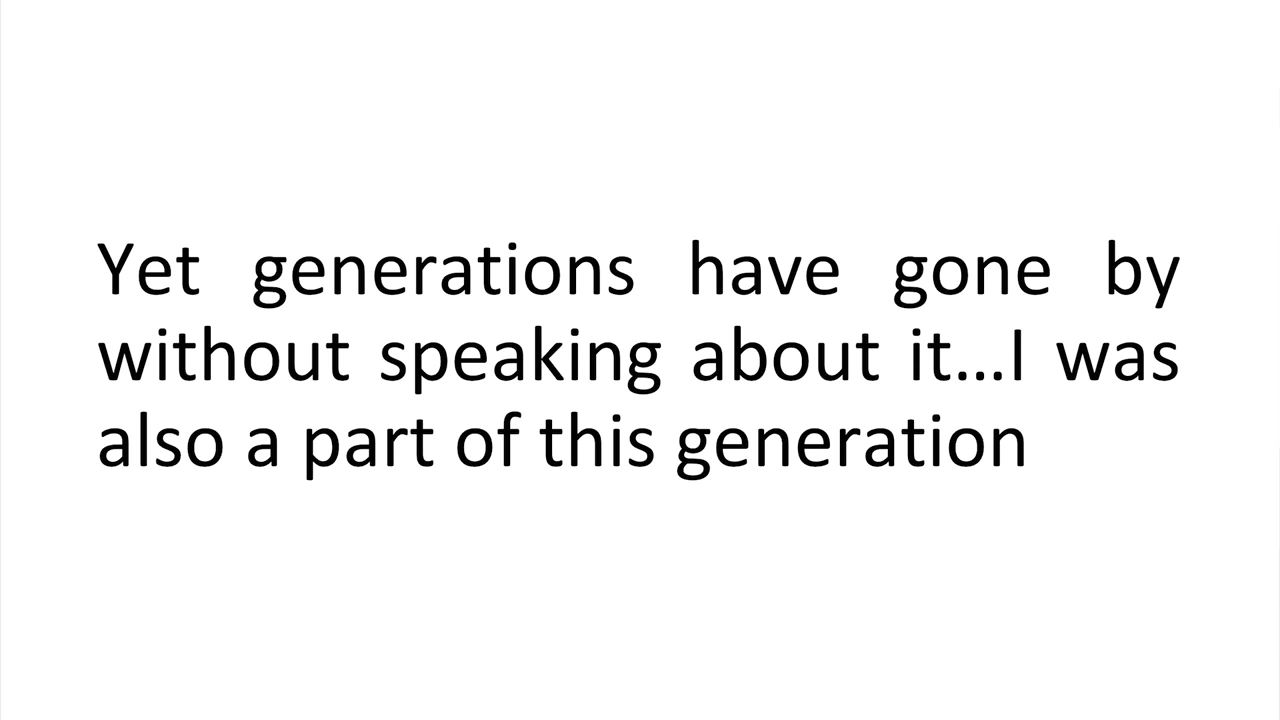 Yet generations have gone by
without speaking about it...I was
also a part of this generation